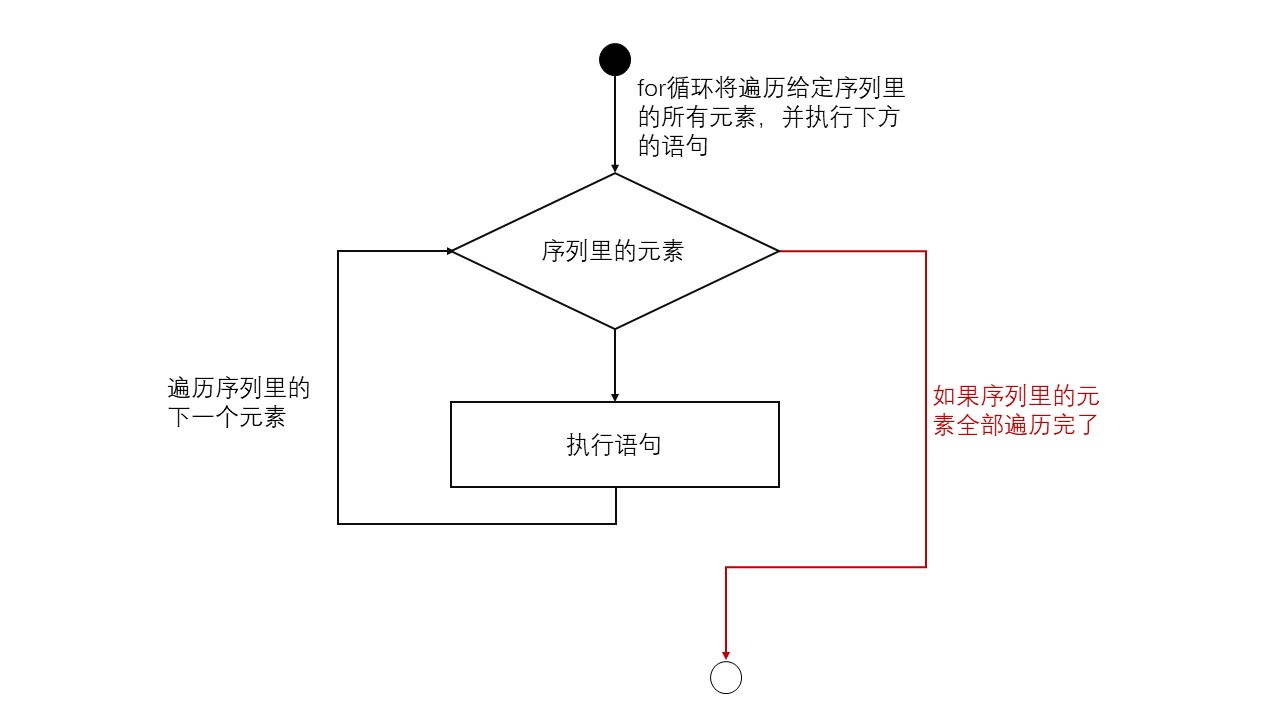 for循环将遍历给定序列里
的所有元素，并执行下方
的语句
序列里的元素
遍历序列里的
下一个元素
如果序列里的元
素全部遍历完了
执行语句